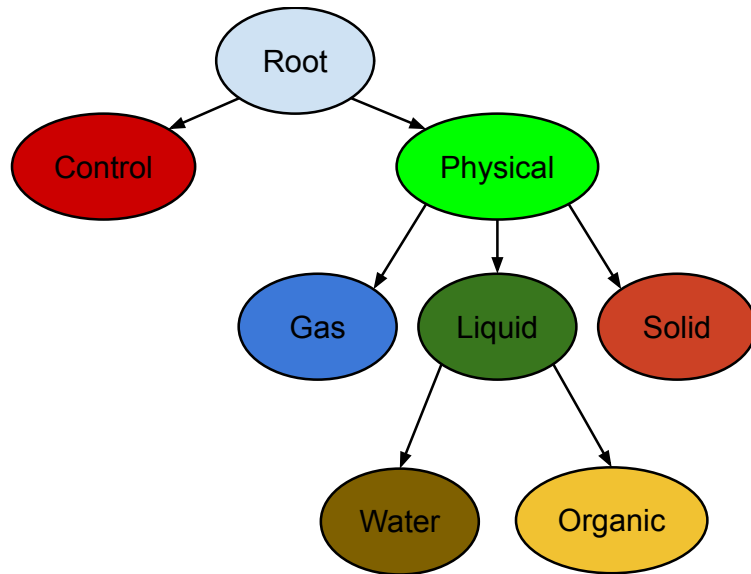 Root
Control
Physical
Gas
Liquid
Solid
Water
Organic